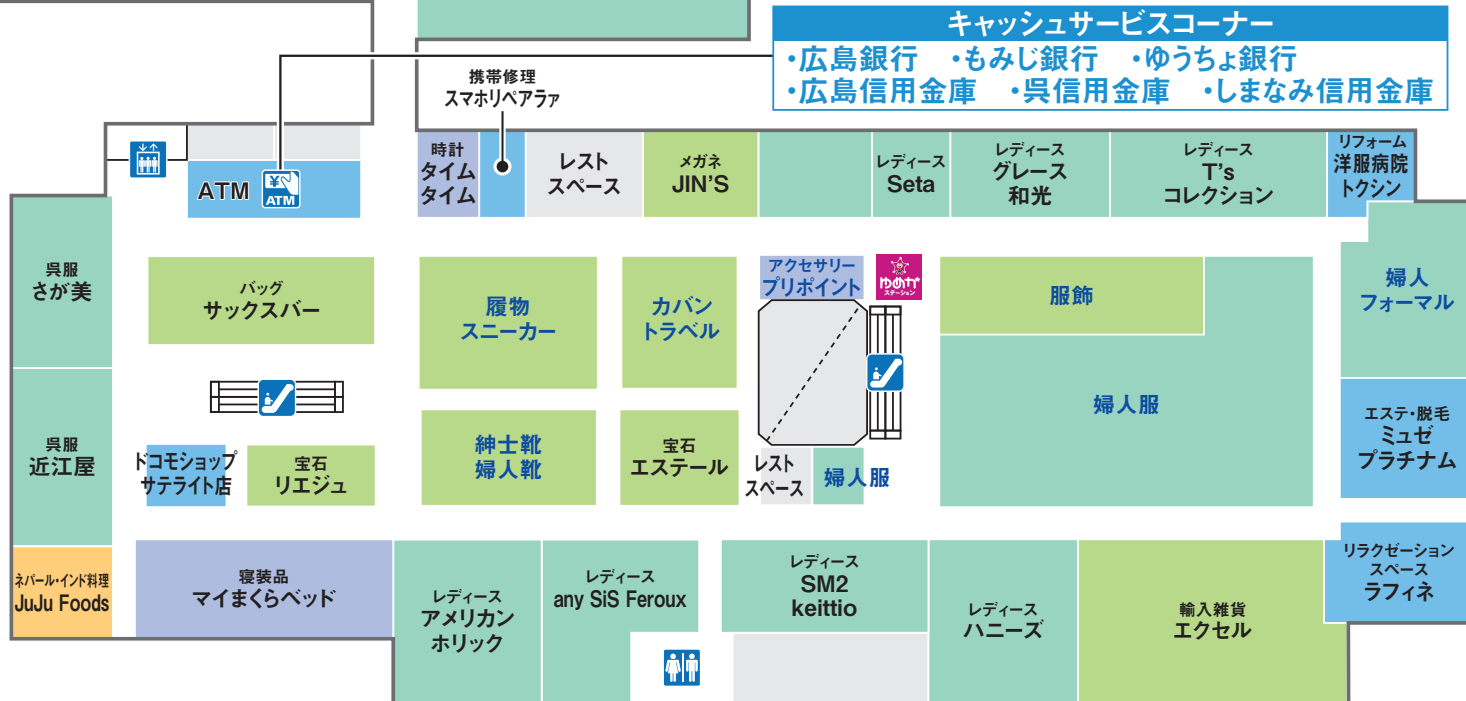 キャッシュサービスコーナー
・広島銀行 ・もみじ銀行 ・ゆうちょ銀行
・広島信用金庫 ・呉信用金庫 ・しまなみ信用金庫
携帯修理
スマホリペアラァ
ATM
¥
ATM
時計
タイム
タイム
レスト
スペース
メガネ
JIN'S
レディース
Seta
レディース
グレース
和光
レディース
T's
コレクション
リフォーム
洋服病院
トクシン
呉服
さが美
バッグ
サックスバー
履物
スニーカー
カバン
トラベル
アクセサリー
プリポイント
ゆめか
ステーション
服飾
婦人
フォーマル
呉服
近江屋
ドコモショップ
サテライト店
宝石
リエジュ
紳士靴
婦人靴
宝石
エステール
レスト
スペース
婦人服
婦人服
エステ・脱毛
ミュゼ
プラチナム
ネパール・インド料理
JuJu Foods
寝装品
マイまくらベッド
レディース
アメリカン
ホリック
レディース
any SiS Feroux
レディース
SM2
keittio
レディース
ハニーズ
輸入雑貨
エクセル
リラクゼーション
スペース
ラフィネ